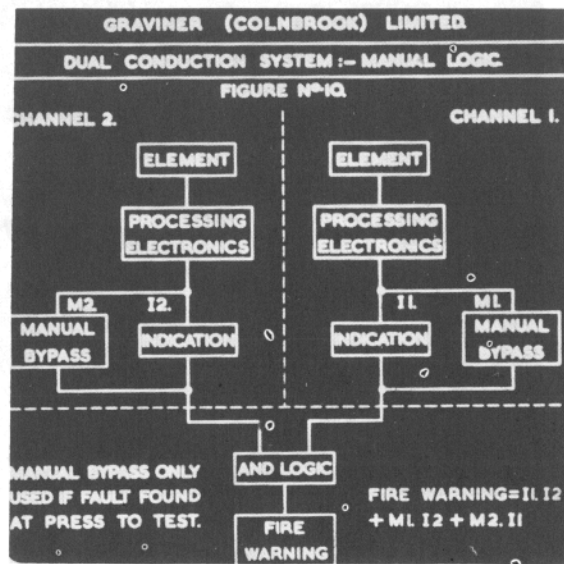 GRAVINER (COLNBROOK) LIMITED.
DUAL CONDUCTION SYSTEM :- MANUAL LOGIC.
FIGURE No 10.
CHANNEL 2.
CHANNEL 1.
ELEMENT
ELEMENT
PROCESSING
ELECTRONICS
PROCESSING
ELECTRONICS
M2.
I2.
I1.
M1.
MANUAL
BYPASS
INDICATION
INDICATION
MANUAL
BYPASS
AND LOGIC
MANUAL BYPASS ONLY
USED IF FAULT FOUND
AT PRESS TO TEST.
FIRE
WARNING
FIRE WARNING=I1.I2
+ M1.I2 + M2.I1